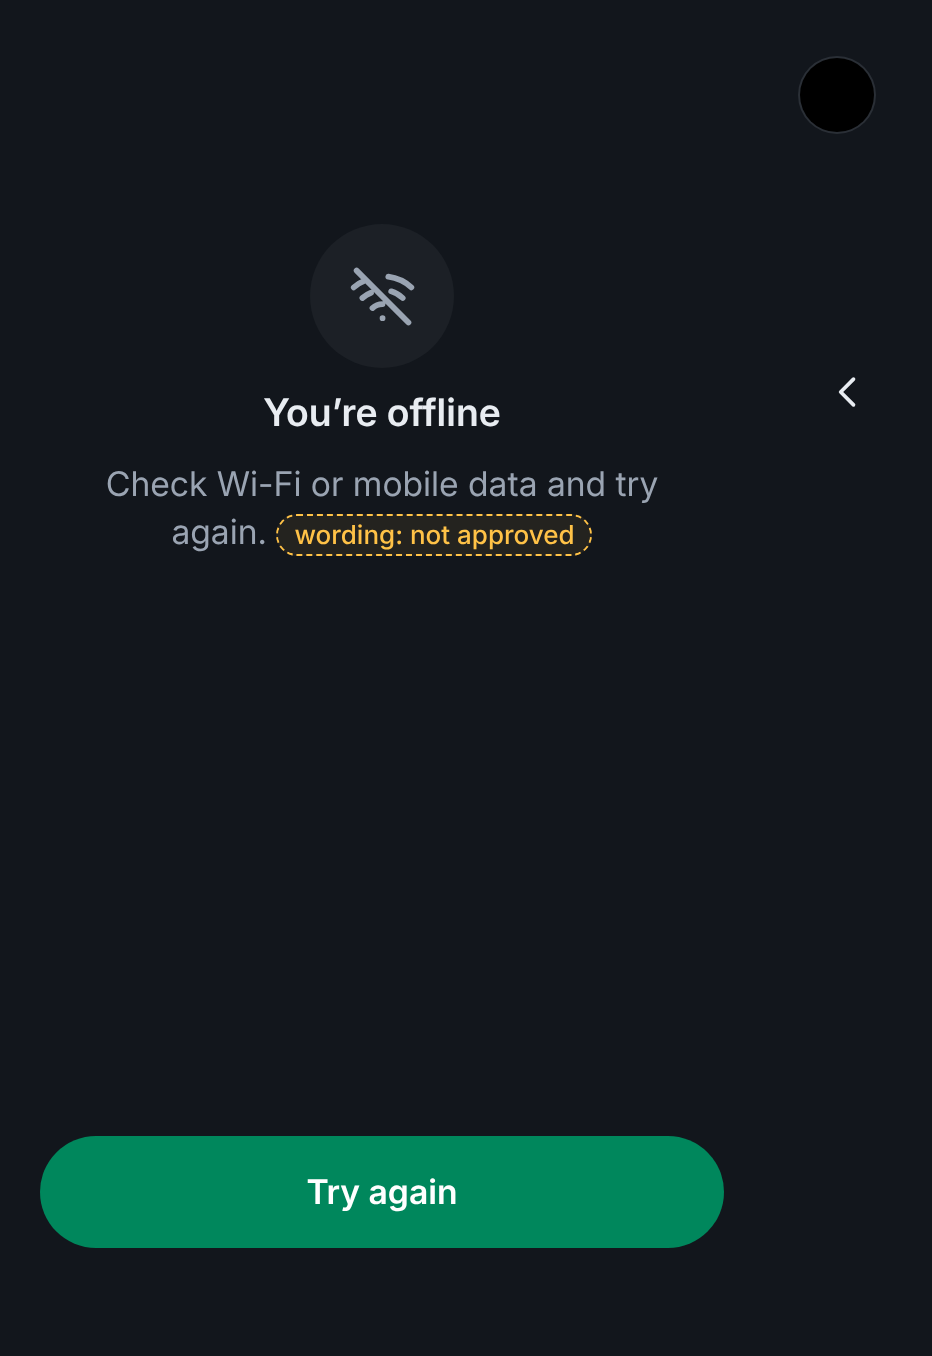 You’re offline
Check Wi-Fi or mobile data and try
again. wording: not approved
Try again